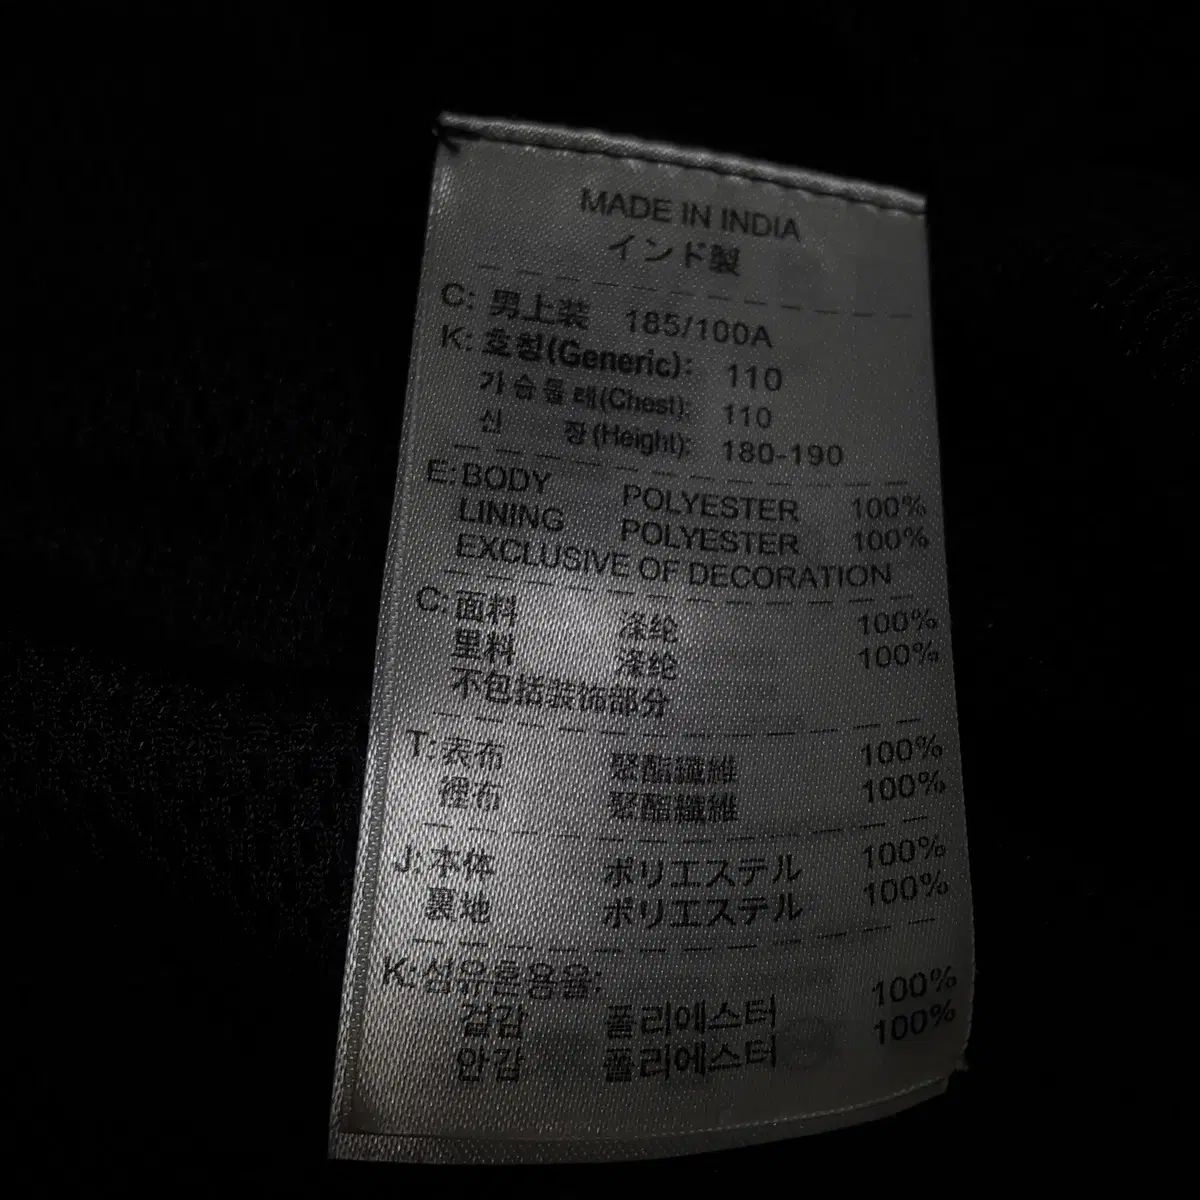 MADE IN INDIA
インド製
C: 男上装 185/100A
K: 호칭(Generic): 110
가슴둘레(Chest): 110
신 장(Height): 180-190
E: BODY POLYESTER 100%
LINING POLYESTER 100%
EXCLUSIVE OF DECORATION
C: 面料 涤纶 100%
里料 涤纶 100%
不包括装饰部分
T: 表布 聚酯纖維 100%
裡布 聚酯纖維 100%
J: 本体 ポリエステル 100%
裏地 ポリエステル 100%
K: 섬유혼용율:
겉감 폴리에스터 100%
안감 폴리에스터 100%